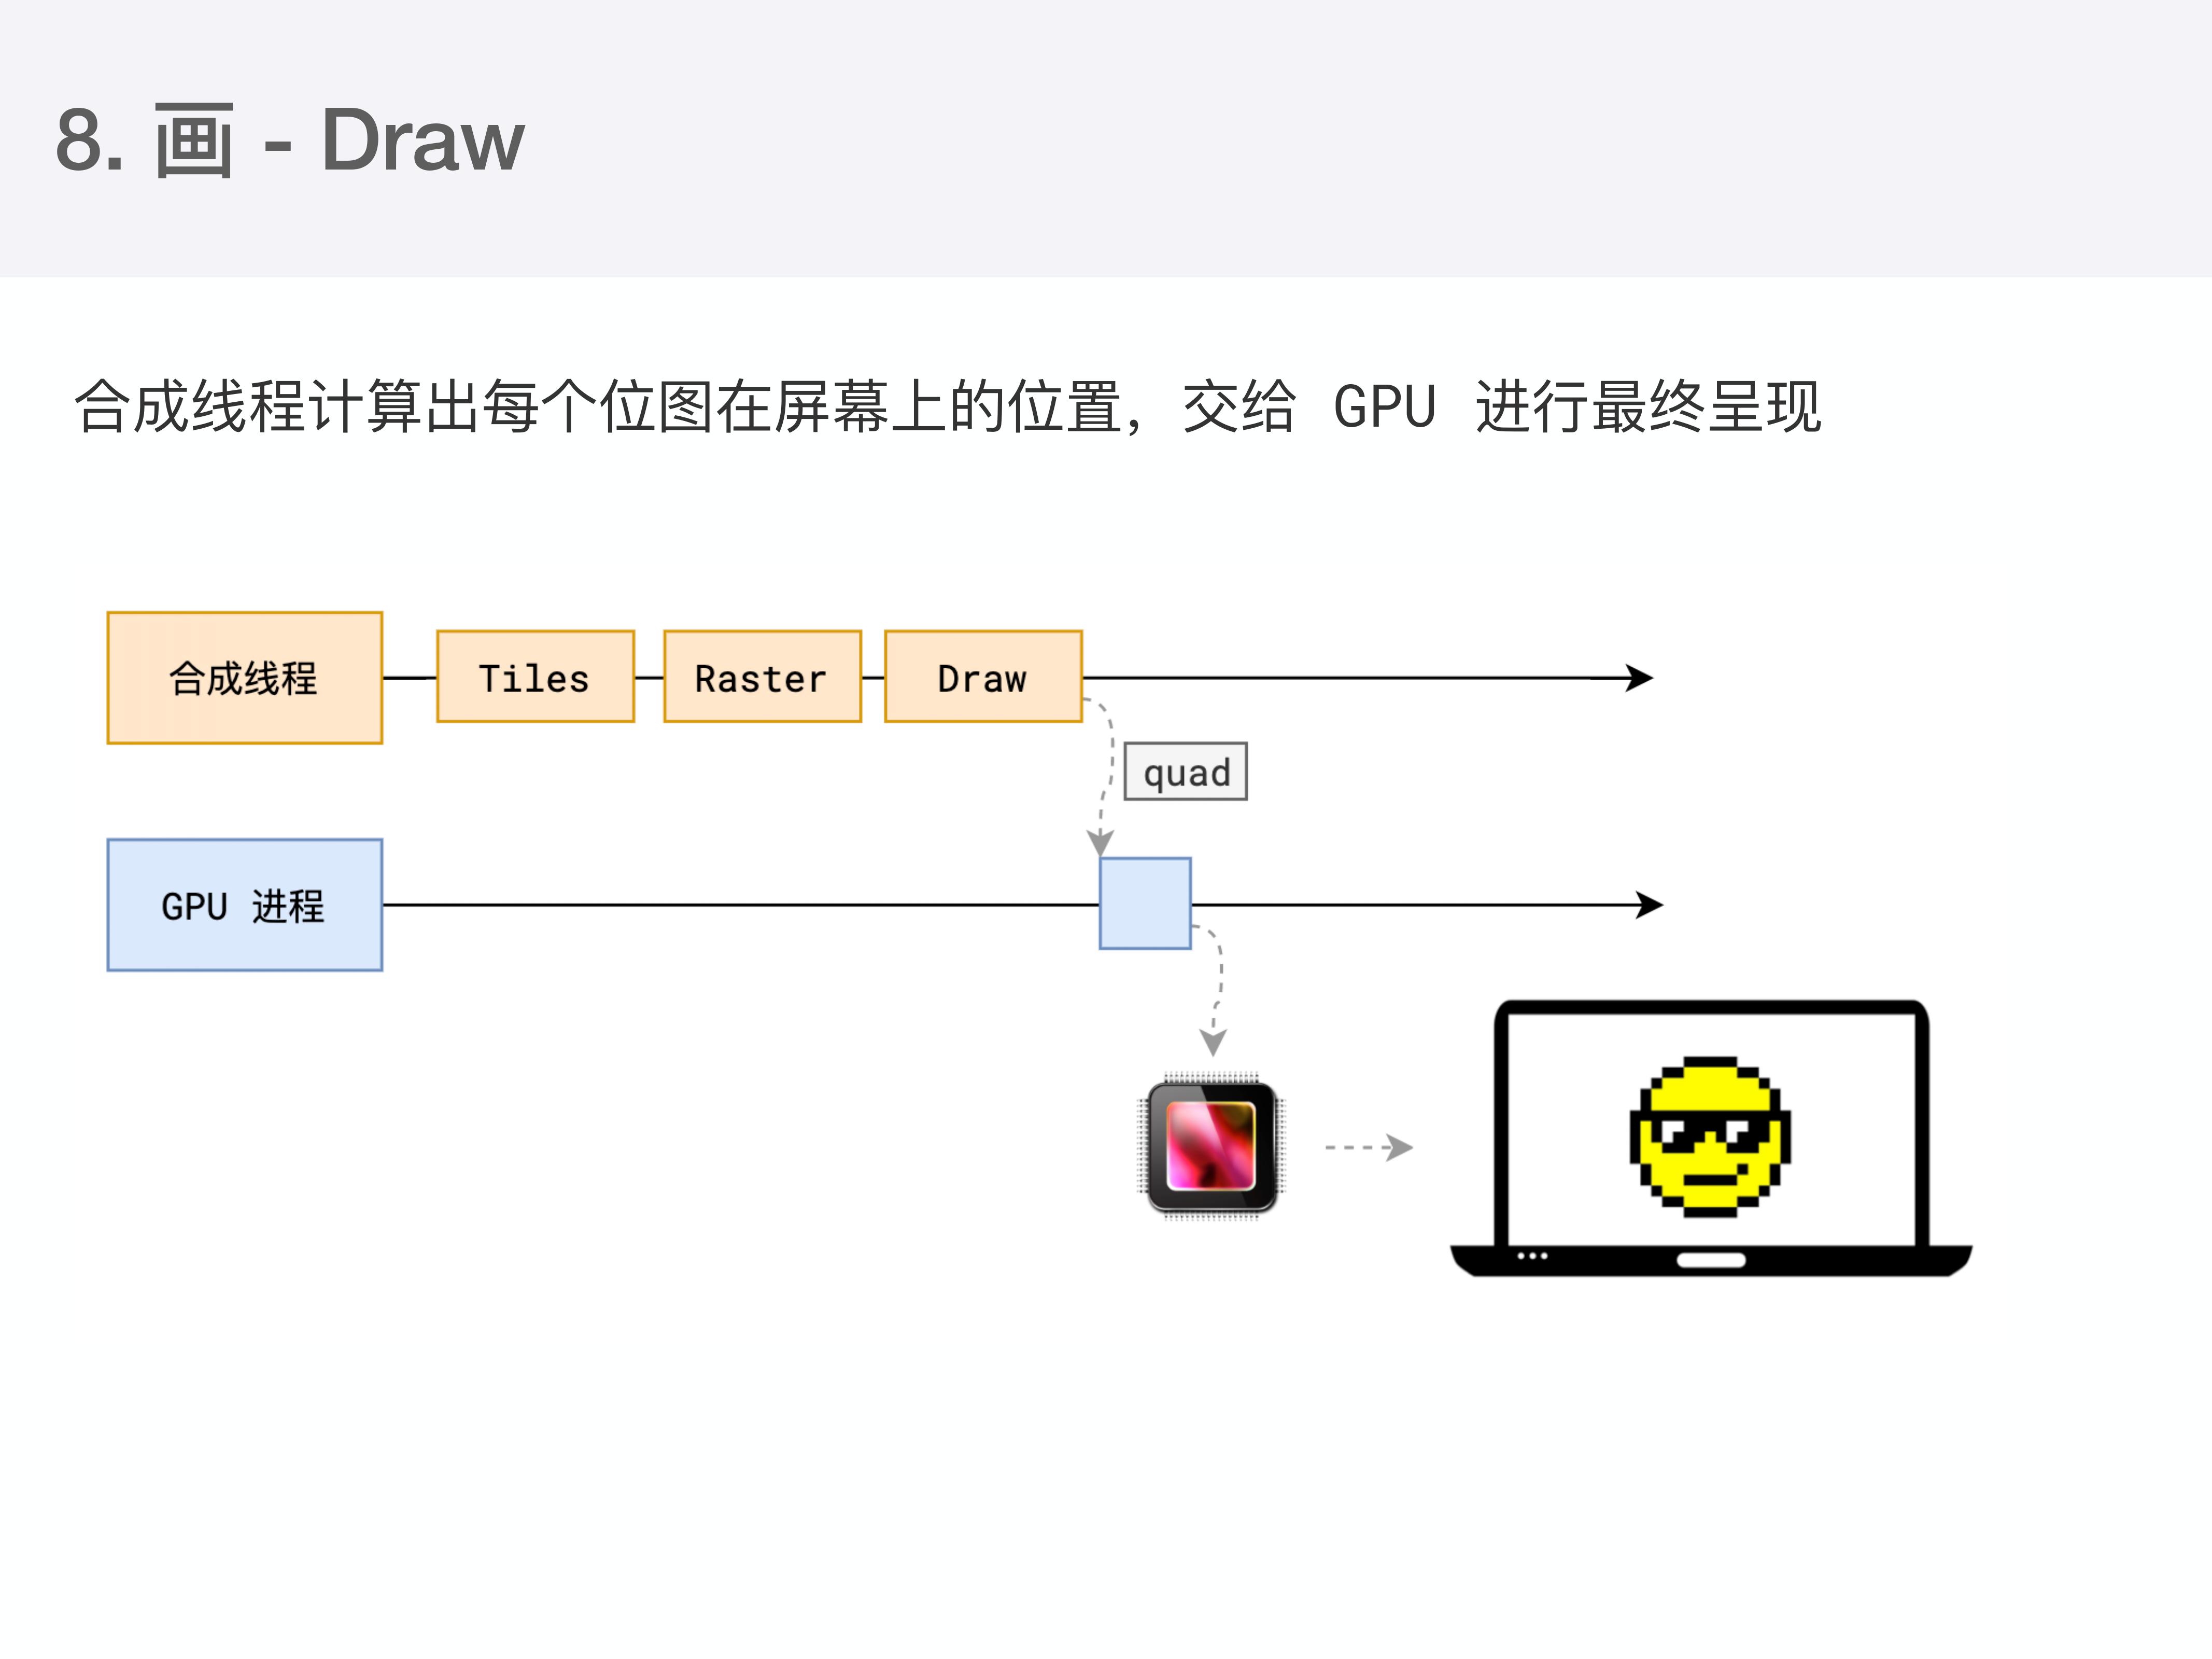 8. 画 - Draw
合成线程计算出每个位图在屏幕上的位置，交给 GPU 进行最终呈现
合成线程
Tiles
Raster
Draw
quad
GPU 进程